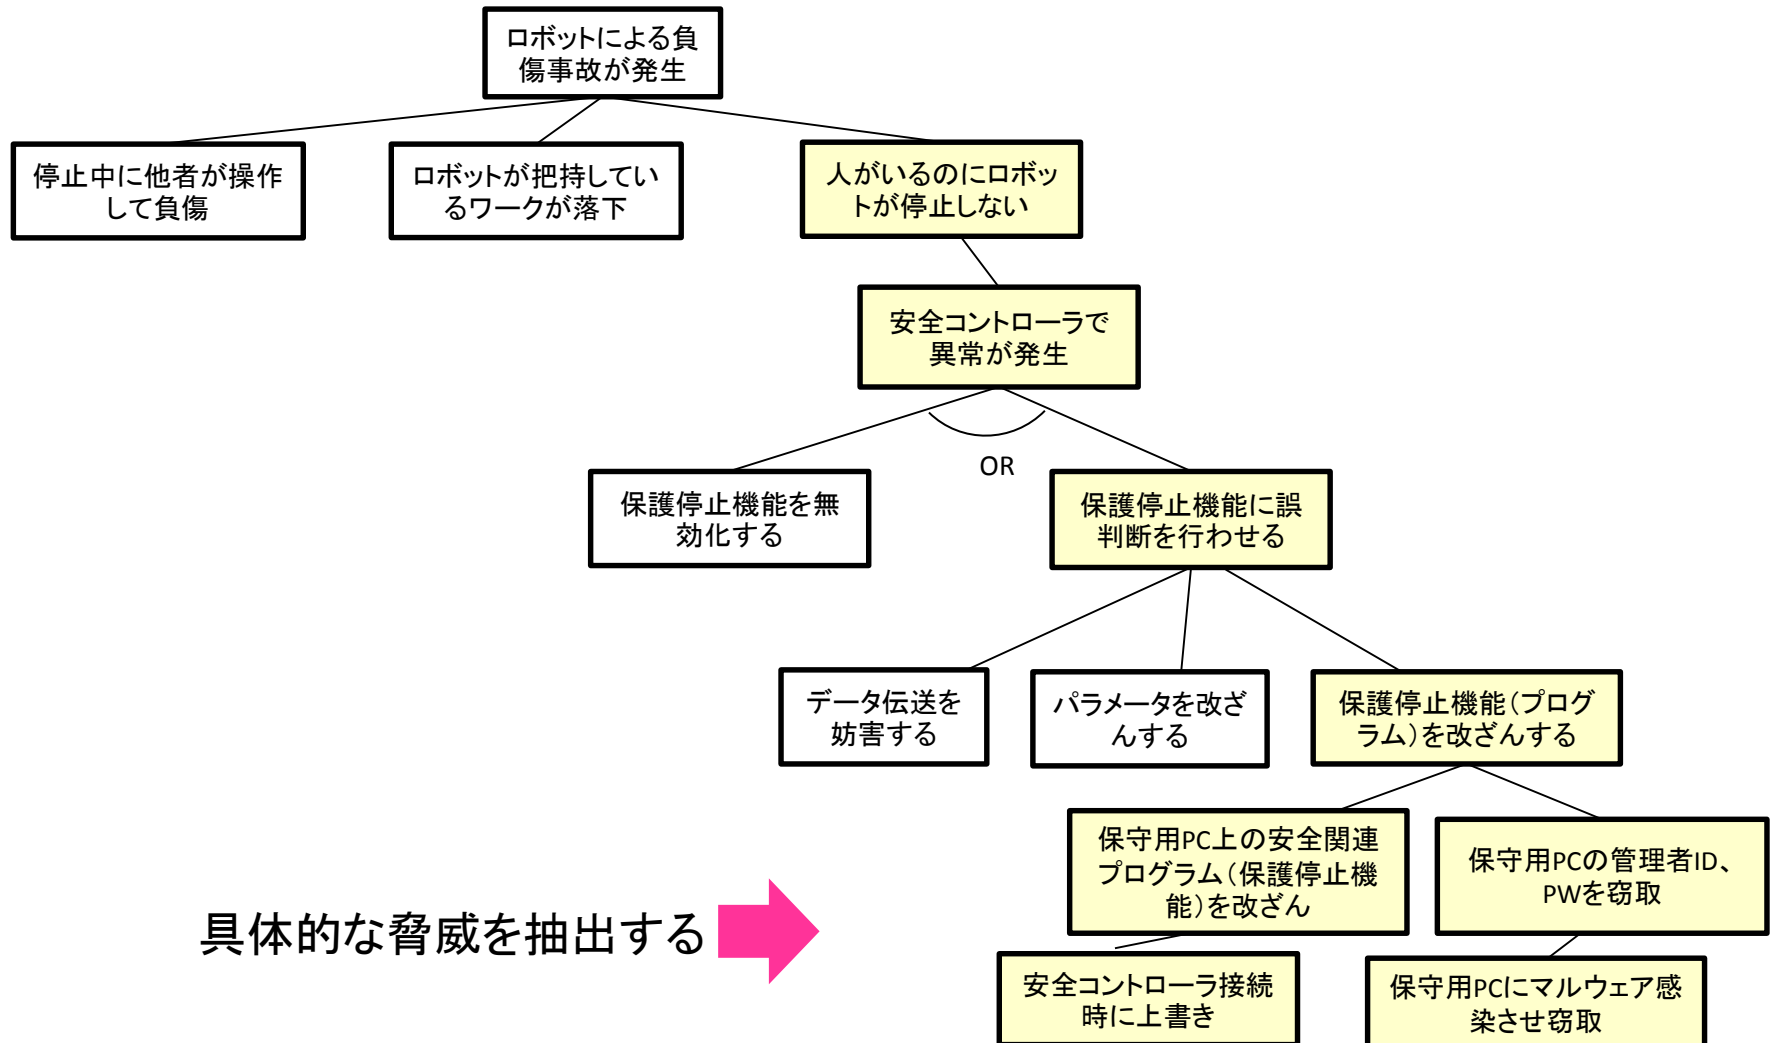 ロボットによる負
傷事故が発生
停止中に他者が操作
して負傷
ロボットが把持してい
るワークが落下
人がいるのにロボッ
トが停止しない
安全コントローラで
異常が発生
OR
保護停止機能を無
効化する
保護停止機能に誤
判断を行わせる
データ伝送を
妨害する
パラメータを改ざ
んする
保護停止機能(プログ
ラム)を改ざんする
保守用PC上の安全関連
プログラム(保護停止機
能)を改ざん
保守用PCの管理者ID、
PWを窃取
具体的な脅威を抽出する
安全コントローラ接続
時に上書き
保守用PCにマルウェア感
染させ窃取